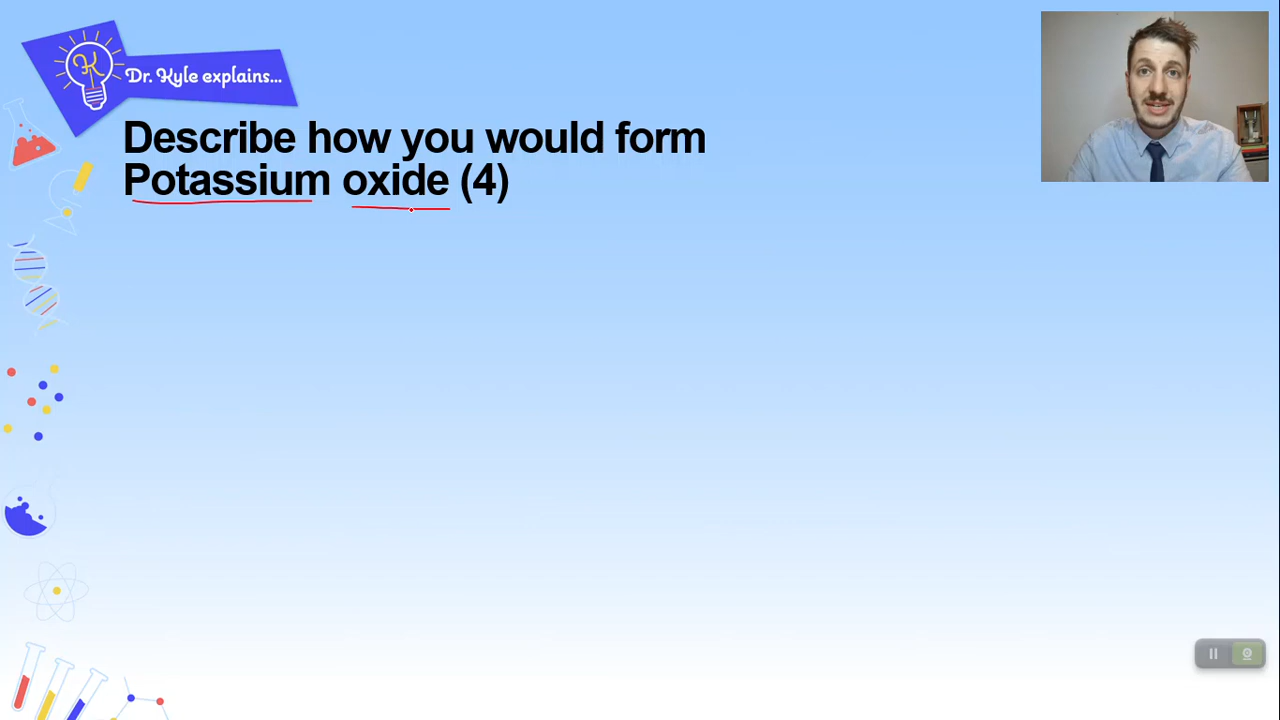 Dr. Kyle explains...
Describe how you would form
Potassium oxide (4)